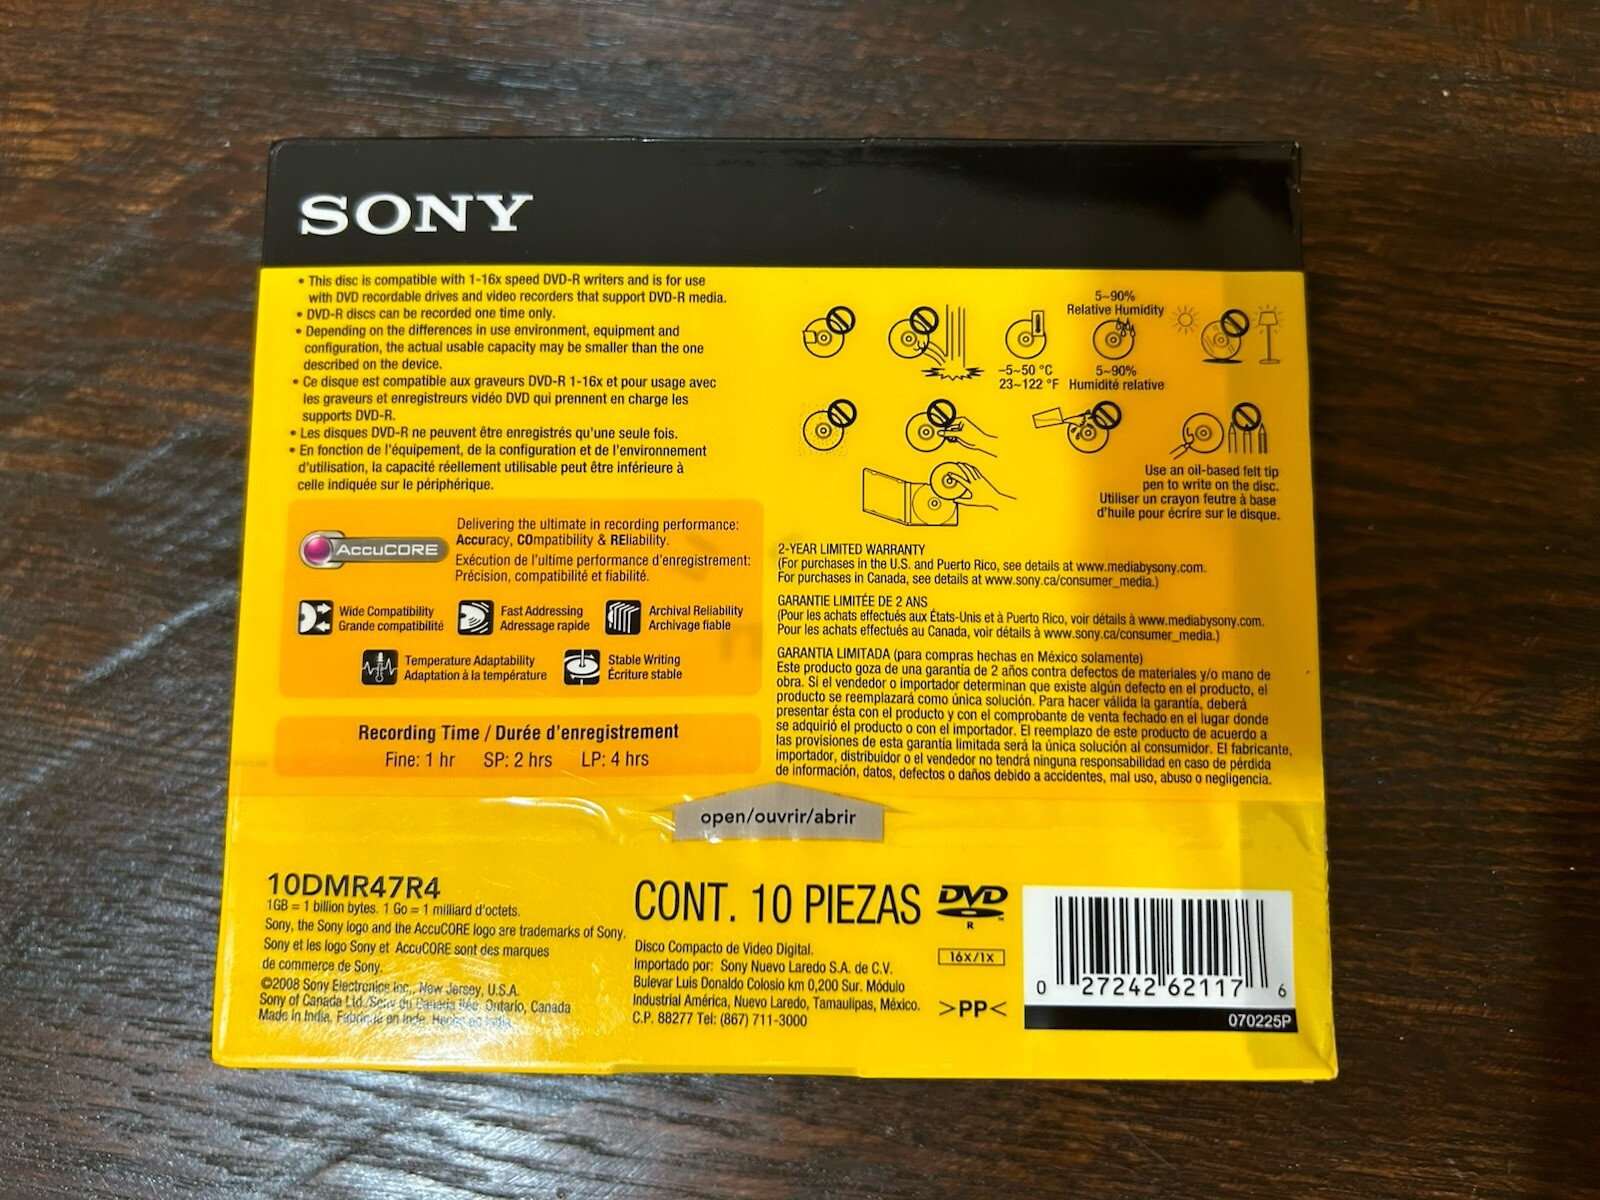 SONY
• This disc is compatible with 1-16x speed DVD-R writers and is for use
with DVD recordable drives and video recorders that support DVD-R media.
• DVD-R discs can be recorded one time only.
• Depending on the differences in use environment, equipment and
configuration, the actual usable capacity may be smaller than the one
described on the device.
• Ce disque est compatible aux graveurs DVD-R 1-16x et pour usage avec
les graveurs et enregistreurs vidéo DVD qui prennent en charge les
supports DVD-R.
• Les disques DVD-R ne peuvent être enregistrés qu'une seule fois.
• En fonction de l'équipement, de la configuration et de l'environnement
d'utilisation, la capacité réellement utilisable peut être inférieure à
celle indiquée sur le périphérique.
AccuCORE
Delivering the ultimate in recording performance:
Accuracy, COmpatibility & REliability.
Exécution de l'ultime performance d'enregistrement:
Précision, compatibilité et fiabilité.
Wide Compatibility
Grande compatibilité
Fast Addressing
Adressage rapide
Archival Reliability
Archivage fiable
Temperature Adaptability
Adaptation à la température
Stable Writing
Écriture stable
Recording Time / Durée d'enregistrement
Fine: 1 hr SP: 2 hrs LP: 4 hrs
5~90%
Relative Humidity
–5~50 °C
23~122 °F
5~90%
Humidité relative
Use an oil-based felt tip
pen to write on the disc.
Utiliser un crayon feutre à base
d'huile pour écrire sur le disque.
2-YEAR LIMITED WARRANTY
(For purchases in the U.S. and Puerto Rico, see details at www.mediabysony.com.
For purchases in Canada, see details at www.sony.ca/consumer_media.)
GARANTIE LIMITÉE DE 2 ANS
(Pour les achats effectués aux États-Unis et à Puerto Rico, voir détails à www.mediabysony.com.
Pour les achats effectués au Canada, voir détails à www.sony.ca/consumer_media.)
GARANTIA LIMITADA (para compras hechas en México solamente)
Este producto goza de una garantía de 2 años contra defectos de materiales y/o mano de
obra. Si el vendedor o importador determinan que existe algún defecto en el producto, el
producto se reemplazará como única solución. Para hacer válida la garantía, deberá
presentar ésta con el producto y con el comprobante de venta fechado en el lugar donde
se adquirió el producto o con el importador. El reemplazo de este producto de acuerdo a
las provisiones de esta garantía limitada será la única solución al consumidor. El fabricante,
importador, distribuidor o el vendedor no tendrá ninguna responsabilidad en caso de pérdida
de información, datos, defectos o daños debido a accidentes, mal uso, abuso o negligencia.
open/ouvrir/abrir
10DMR47R4
1GB = 1 billion bytes. 1 Go = 1 milliard d'octets.
Sony, the Sony logo and the AccuCORE logo are trademarks of Sony.
Sony et les logo Sony et AccuCORE sont des marques
de commerce de Sony.
©2008 Sony Electronics Inc., New Jersey, U.S.A.
Sony of Canada Ltd./Sony du Canada ltée, Ontario, Canada
Made in India. Fabriqué en Inde. Hecho en India.
CONT. 10 PIEZAS
Disco Compacto de Video Digital.
Importado por: Sony Nuevo Laredo S.A. de C.V.
Bulevar Luis Donaldo Colosio km 0,200 Sur. Módulo
Industrial América, Nuevo Laredo, Tamaulipas, México.
C.P. 88277 Tel: (867) 711-3000
DVD
R
TM
16X/1X
>PP<
0 27242 62117 6
070225P